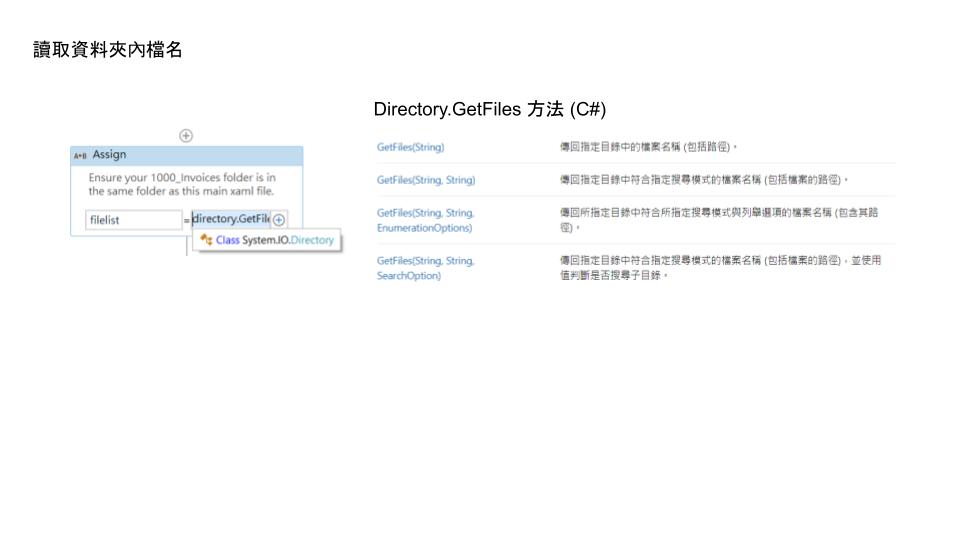 讀取資料夾內檔名
Directory.GetFiles 方法 (C#)
A+B Assign
Ensure your 1000_Invoices folder is in
the same folder as this main xaml file.
filelist = directory.GetFile
Class System.IO.Directory
GetFiles(String) 傳回指定目錄中的檔案名稱 (包括路徑)。
GetFiles(String, String) 傳回指定目錄中符合指定搜尋模式的檔案名稱 (包括檔案的路徑)。
GetFiles(String, String, 傳回所指定目錄中符合所指定搜尋模式與列舉選項的檔案名稱 (包含其路
EnumerationOptions) 徑)。
GetFiles(String, String, 傳回指定目錄中符合指定搜尋模式的檔案名稱 (包括檔案的路徑)，並使用
SearchOption) 值判斷是否搜尋子目錄。